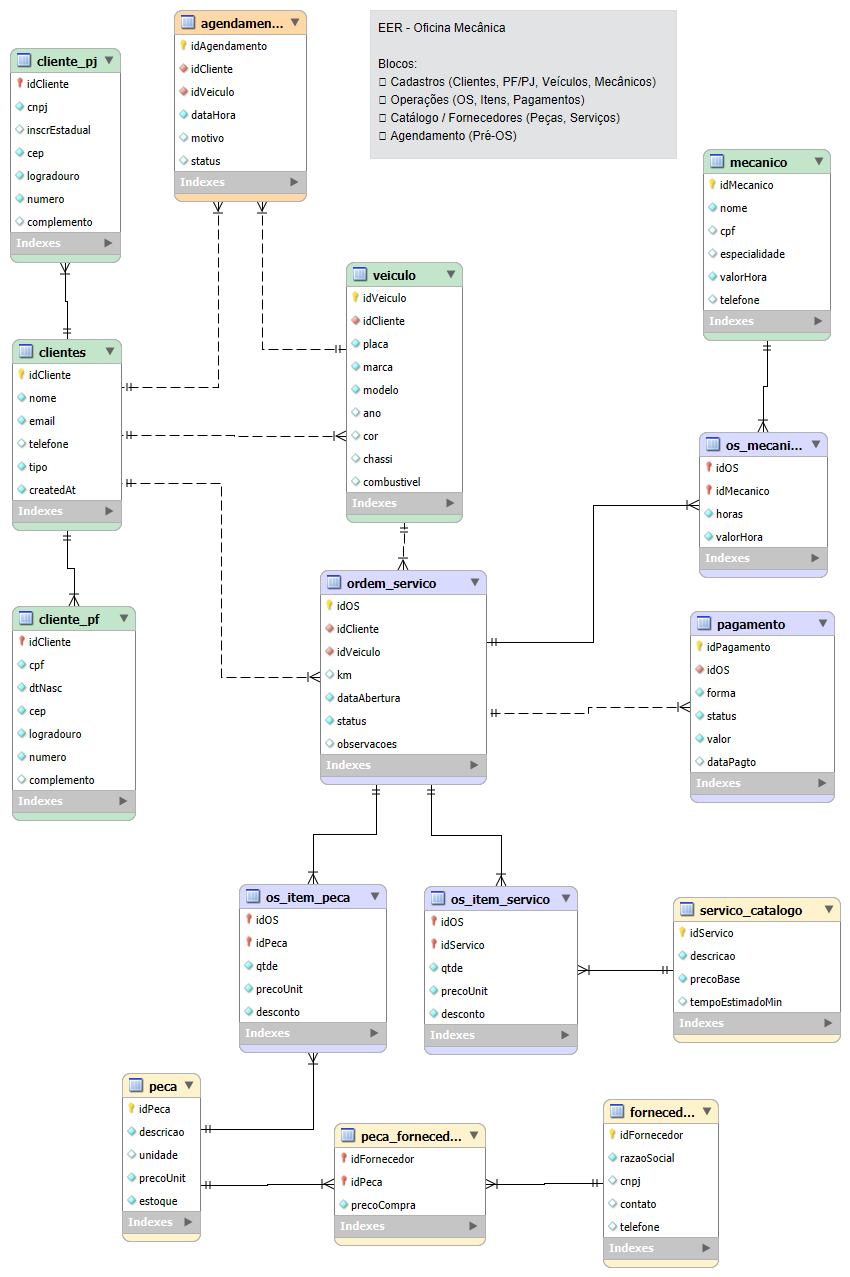 agendamen...
idAgendamento
idCliente
idVeiculo
dataHora
motivo
status
Indexes
EER - Oficina Mecânica
Blocos:
Cadastros (Clientes, PF/PJ, Veículos, Mecânicos)
Operações (OS, Itens, Pagamentos)
Catálogo / Fornecedores (Peças, Serviços)
Agendamento (Pré-OS)
cliente_pj
idCliente
cnpj
inscrEstadual
cep
logradouro
numero
complemento
Indexes
mecanico
idMecanico
nome
cpf
especialidade
valorHora
telefone
Indexes
veiculo
idVeiculo
idCliente
placa
marca
modelo
ano
cor
chassi
combustivel
Indexes
clientes
idCliente
nome
email
telefone
tipo
createdAt
Indexes
os_mecani...
idOS
idMecanico
horas
valorHora
Indexes
ordem_servico
idOS
idCliente
idVeiculo
km
dataAbertura
status
observacoes
Indexes
cliente_pf
idCliente
cpf
dtNasc
cep
logradouro
numero
complemento
Indexes
pagamento
idPagamento
idOS
forma
status
valor
dataPagto
Indexes
os_item_peca
idOS
idPeca
qtde
precoUnit
desconto
Indexes
os_item_servico
idOS
idServico
qtde
precoUnit
desconto
Indexes
servico_catalogo
idServico
descricao
precoBase
tempoEstimadoMin
Indexes
peca
idPeca
descricao
unidade
precoUnit
estoque
Indexes
peca_forneced...
idFornecedor
idPeca
precoCompra
Indexes
forneced...
idFornecedor
razaoSocial
cnpj
contato
telefone
Indexes